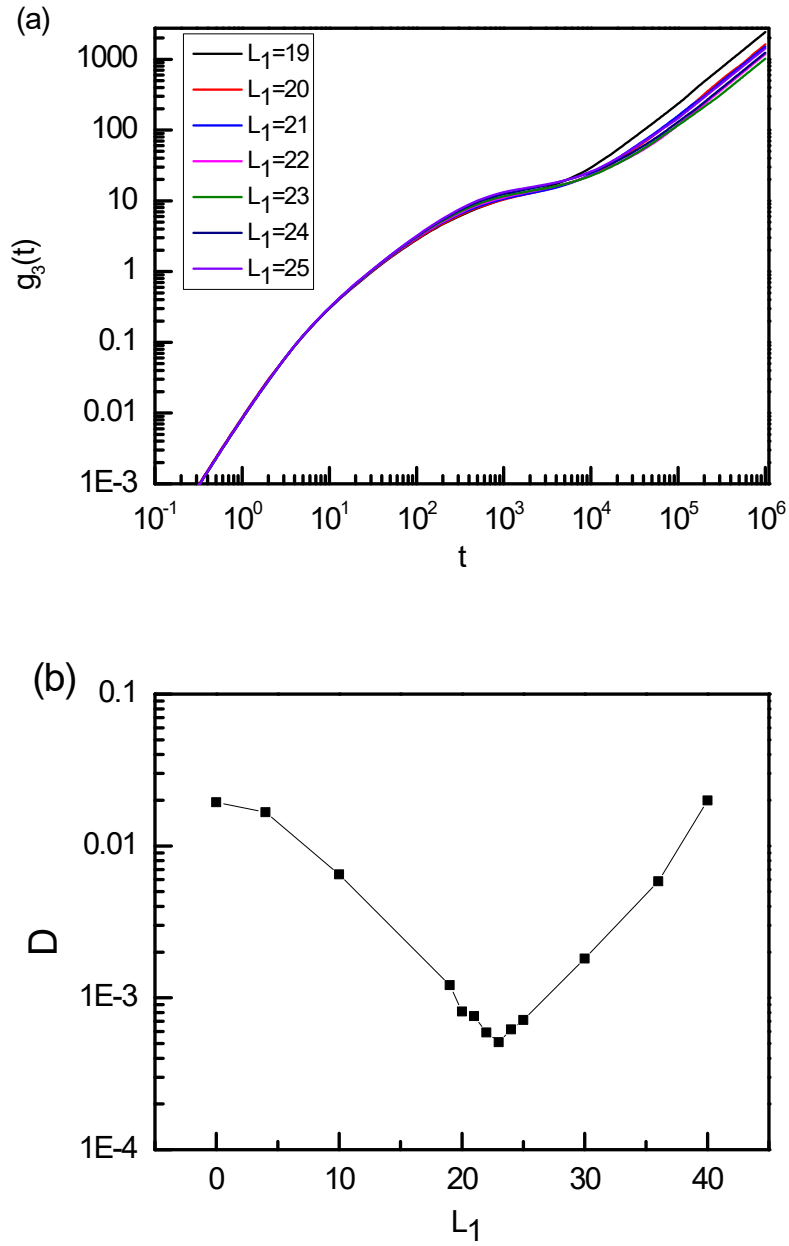 (a)
1000
100
10
1
0.1
0.01
1E-3
g₃(t)
L₁=19
L₁=20
L₁=21
L₁=22
L₁=23
L₁=24
L₁=25
10⁻¹ 10⁰ 10¹ 10² 10³ 10⁴ 10⁵ 10⁶
t
(b)
0.1
0.01
1E-3
1E-4
D
0 10 20 30 40
L₁